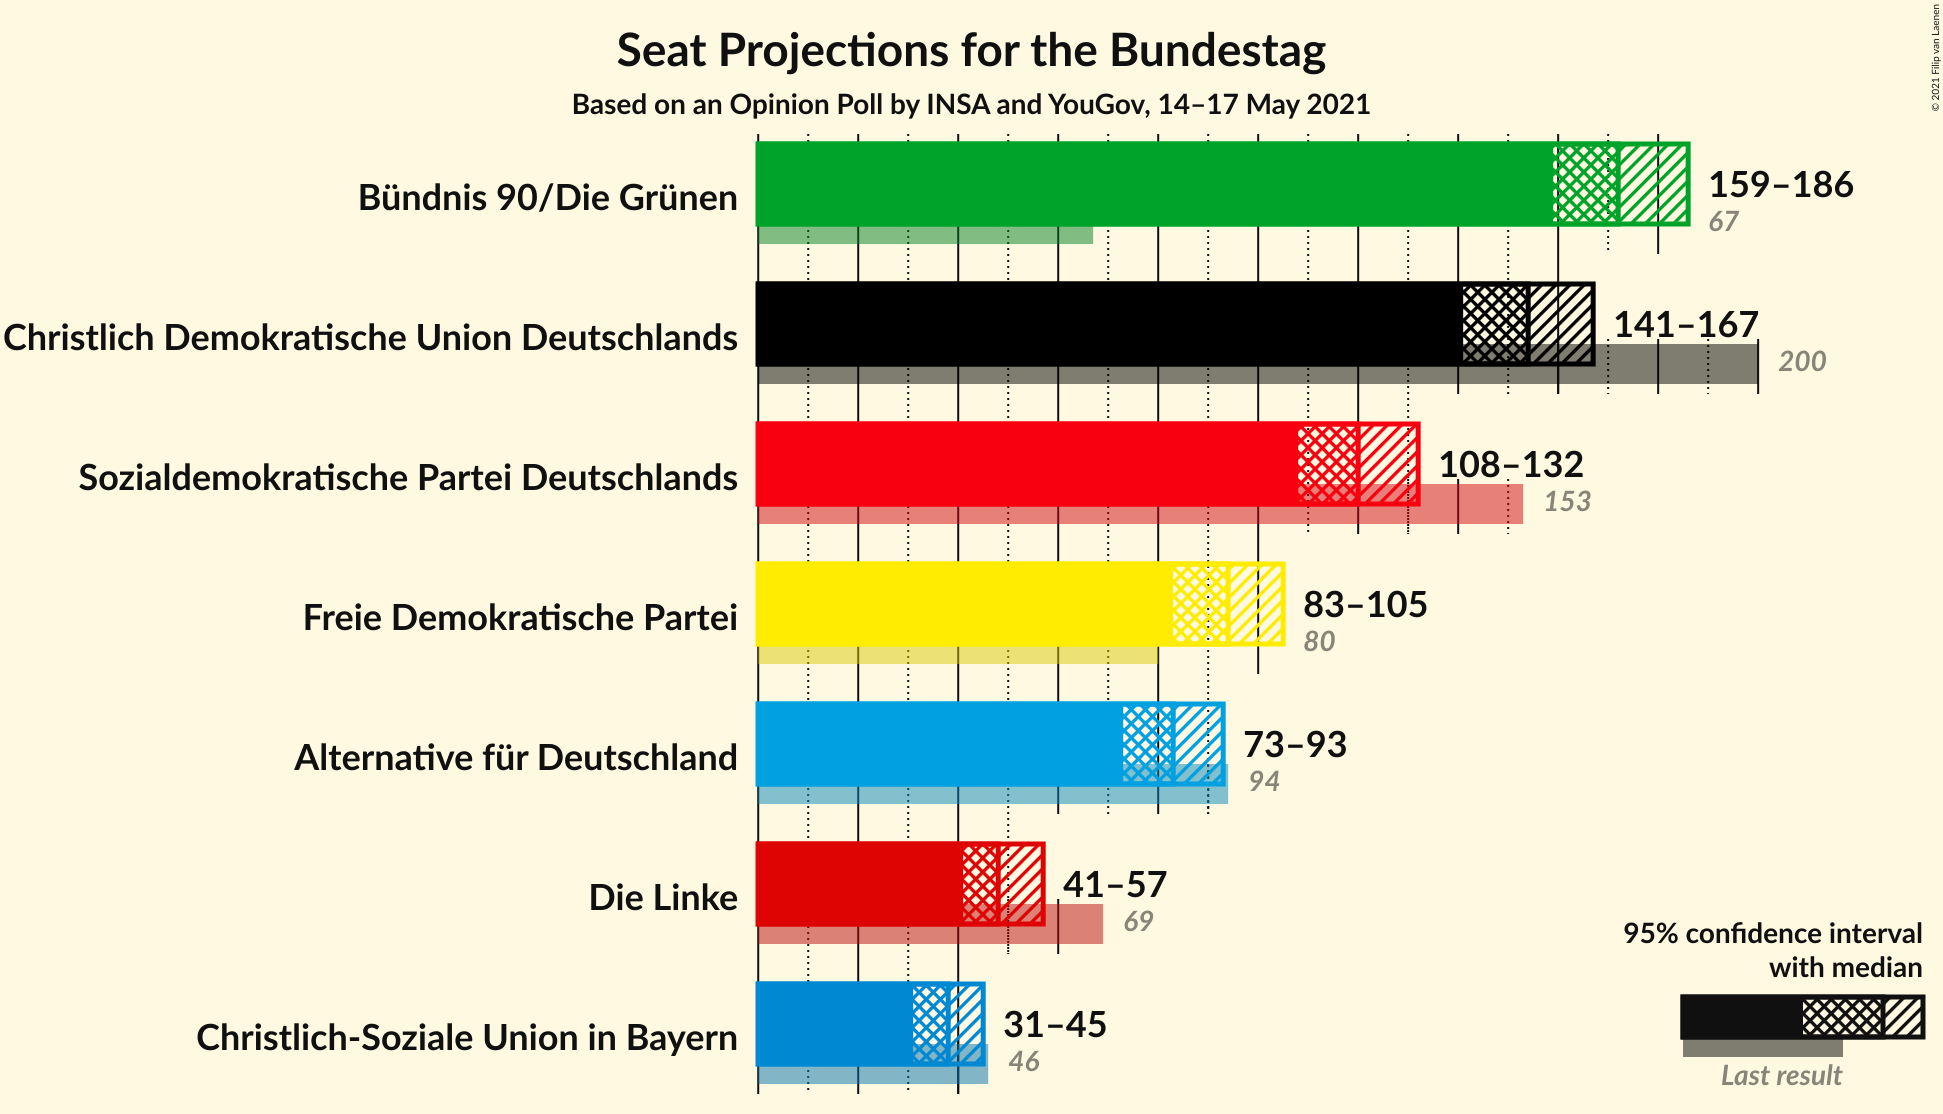 Seat Projections for the Bundestag
Based on an Opinion Poll by INSA and YouGov, 14–17 May 2021
© 2021 Filip van Laenen
Bündnis 90/Die Grünen
159–186
67
Christlich Demokratische Union Deutschlands
141–167
200
Sozialdemokratische Partei Deutschlands
108–132
153
Freie Demokratische Partei
83–105
80
Alternative für Deutschland
73–93
94
Die Linke
41–57
69
Christlich-Soziale Union in Bayern
31–45
46
95% confidence interval
with median
Last result